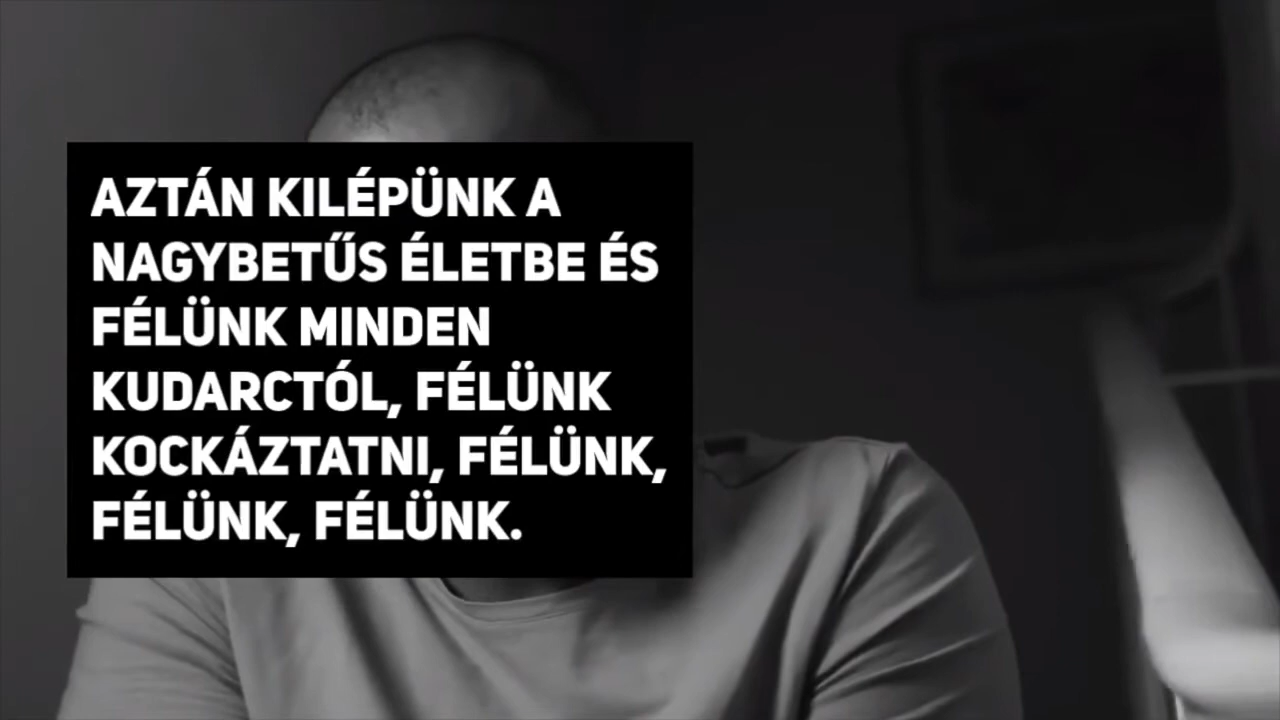 AZTÁN KILÉPÜNK A
NAGYBETŰS ÉLETBE ÉS
FÉLÜNK MINDEN
KUDARCTÓL, FÉLÜNK
KOCKÁZTATNI, FÉLÜNK,
FÉLÜNK, FÉLÜNK.